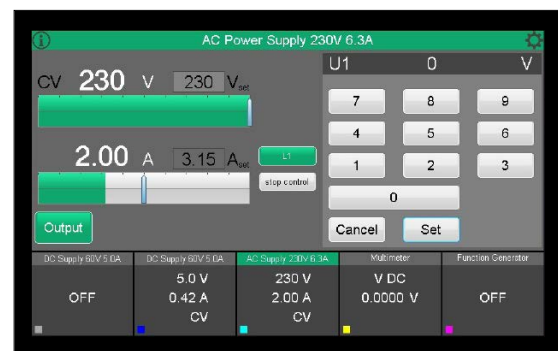 AC Power Supply 230V 6.3A
CV 230 V 230 Vset
U1 0 V
7 8 9
4 5 6
2.00 A 3.15 Aset L1
stop control
1 2 3
0
Output
Cancel Set
DC Supply 60V 5.0A
OFF
DC Supply 60V 5.0A
5.0 V
0.42 A
CV
AC Supply 230V 6.3A
230 V
2.00 A
CV
Multimeter
V DC
0.0000 V
Function Generator
OFF